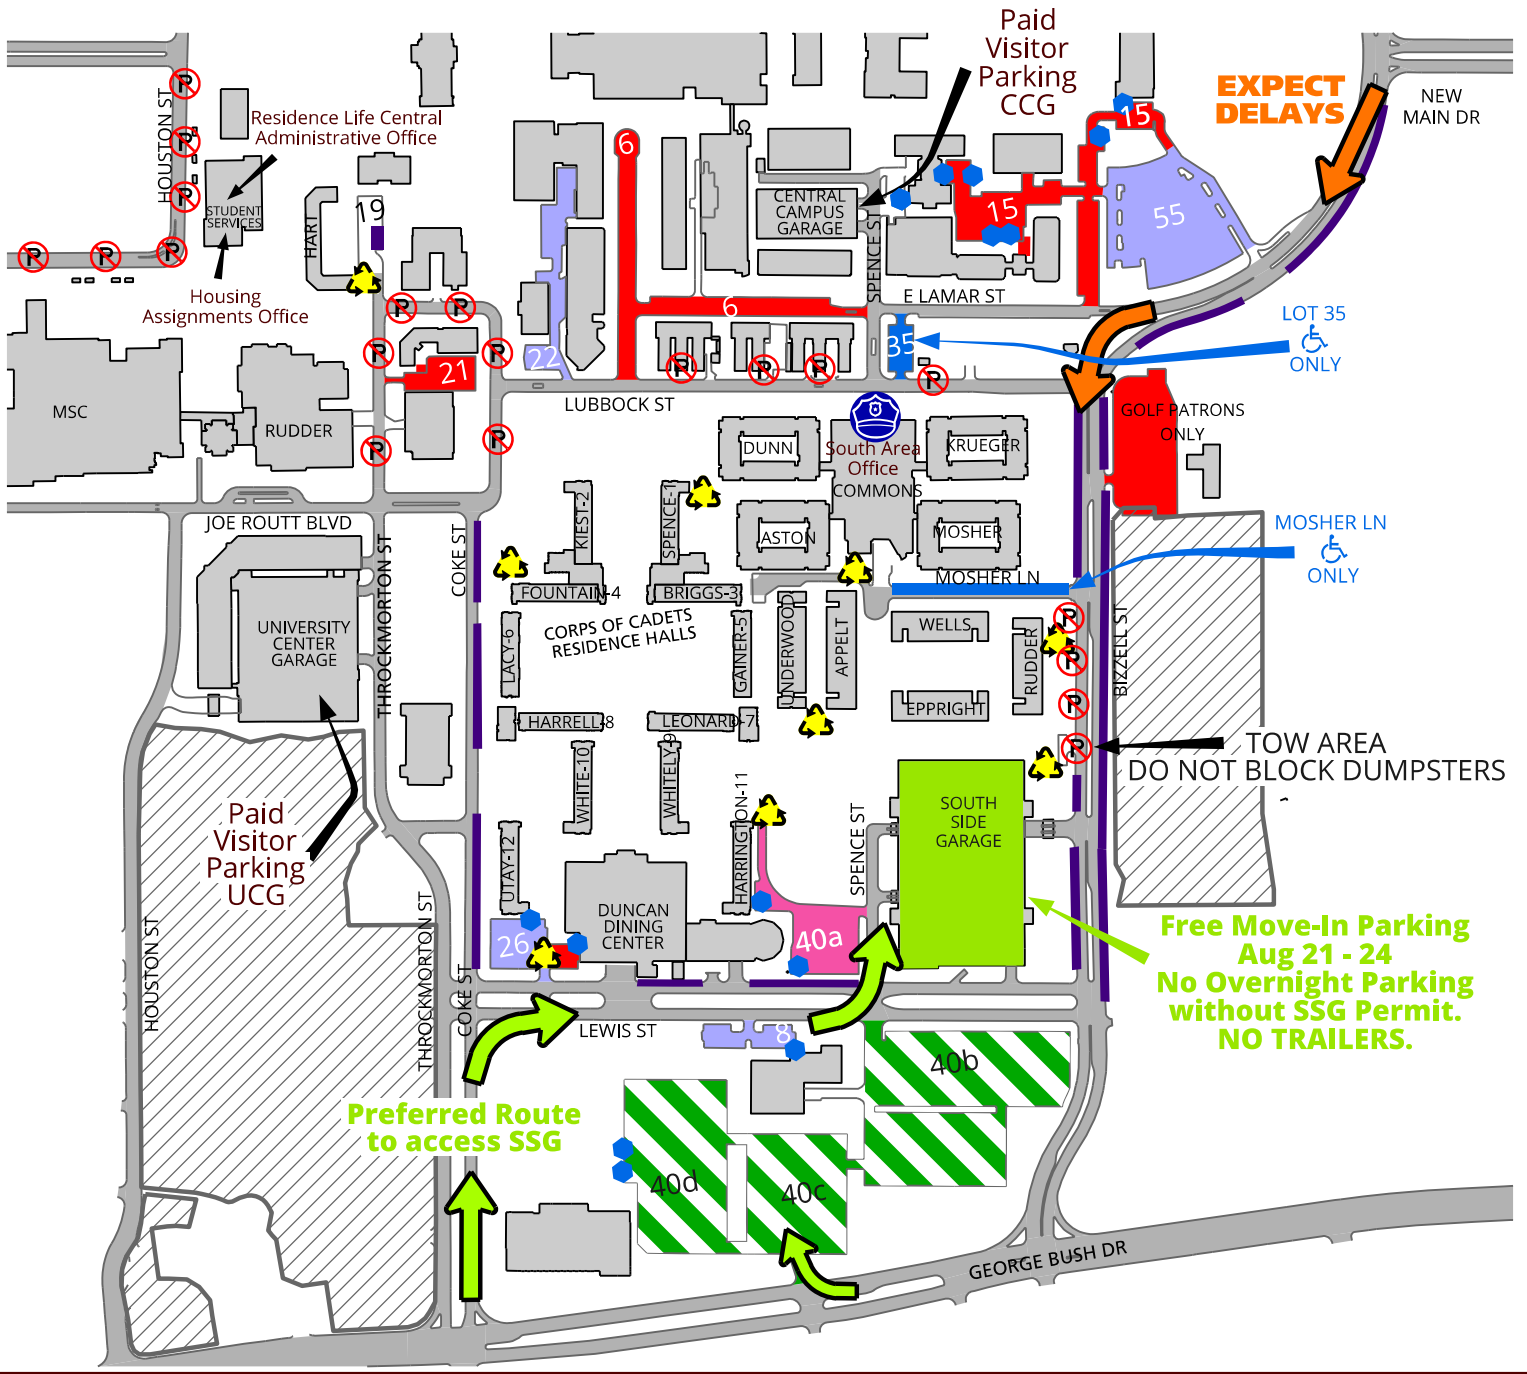 Paid
Visitor
Parking
CCG
EXPECT
DELAYS
NEW
MAIN DR
HOUSTON ST
Residence Life Central
Administrative Office
STUDENT
SERVICES
HART
19
Housing
Assignments Office
6
15
15
55
CENTRAL
CAMPUS
GARAGE
SPENCE ST
E LAMAR ST
6
LOT 35
ONLY
35
22
21
MSC
RUDDER
LUBBOCK ST
GOLF PATRONS
ONLY
DUNN
South Area
Office
COMMONS
KRUEGER
JOE ROUTT BLVD
THROCKMORTON ST
COKE ST
KIEST-2
SPENCE-1
ASTON
MOSHER
MOSHER LN
ONLY
MOSHER LN
FOUNTAIN-4
BRIGGS-3
CORPS OF CADETS
RESIDENCE HALLS
LACY-6
GAINER-5
UNDERWOOD
APPELT
WELLS
RUDDER
BIZZELL ST
UNIVERSITY
CENTER
GARAGE
HARRELL-8
LEONARD-7
EPPRIGHT
WHITE-10
WHITELY-9
TOW AREA
DO NOT BLOCK DUMPSTERS
Paid
Visitor
Parking
UCG
UTAY-12
HARRINGTON-11
SPENCE ST
SOUTH
SIDE
GARAGE
DUNCAN
DINING
CENTER
26
40a
Free Move-In Parking
Aug 21 - 24
No Overnight Parking
without SSG Permit.
NO TRAILERS.
HOUSTON ST
THROCKMORTON ST
COKE ST
LEWIS ST
8
40b
Preferred Route
to access SSG
40d
40c
GEORGE BUSH DR